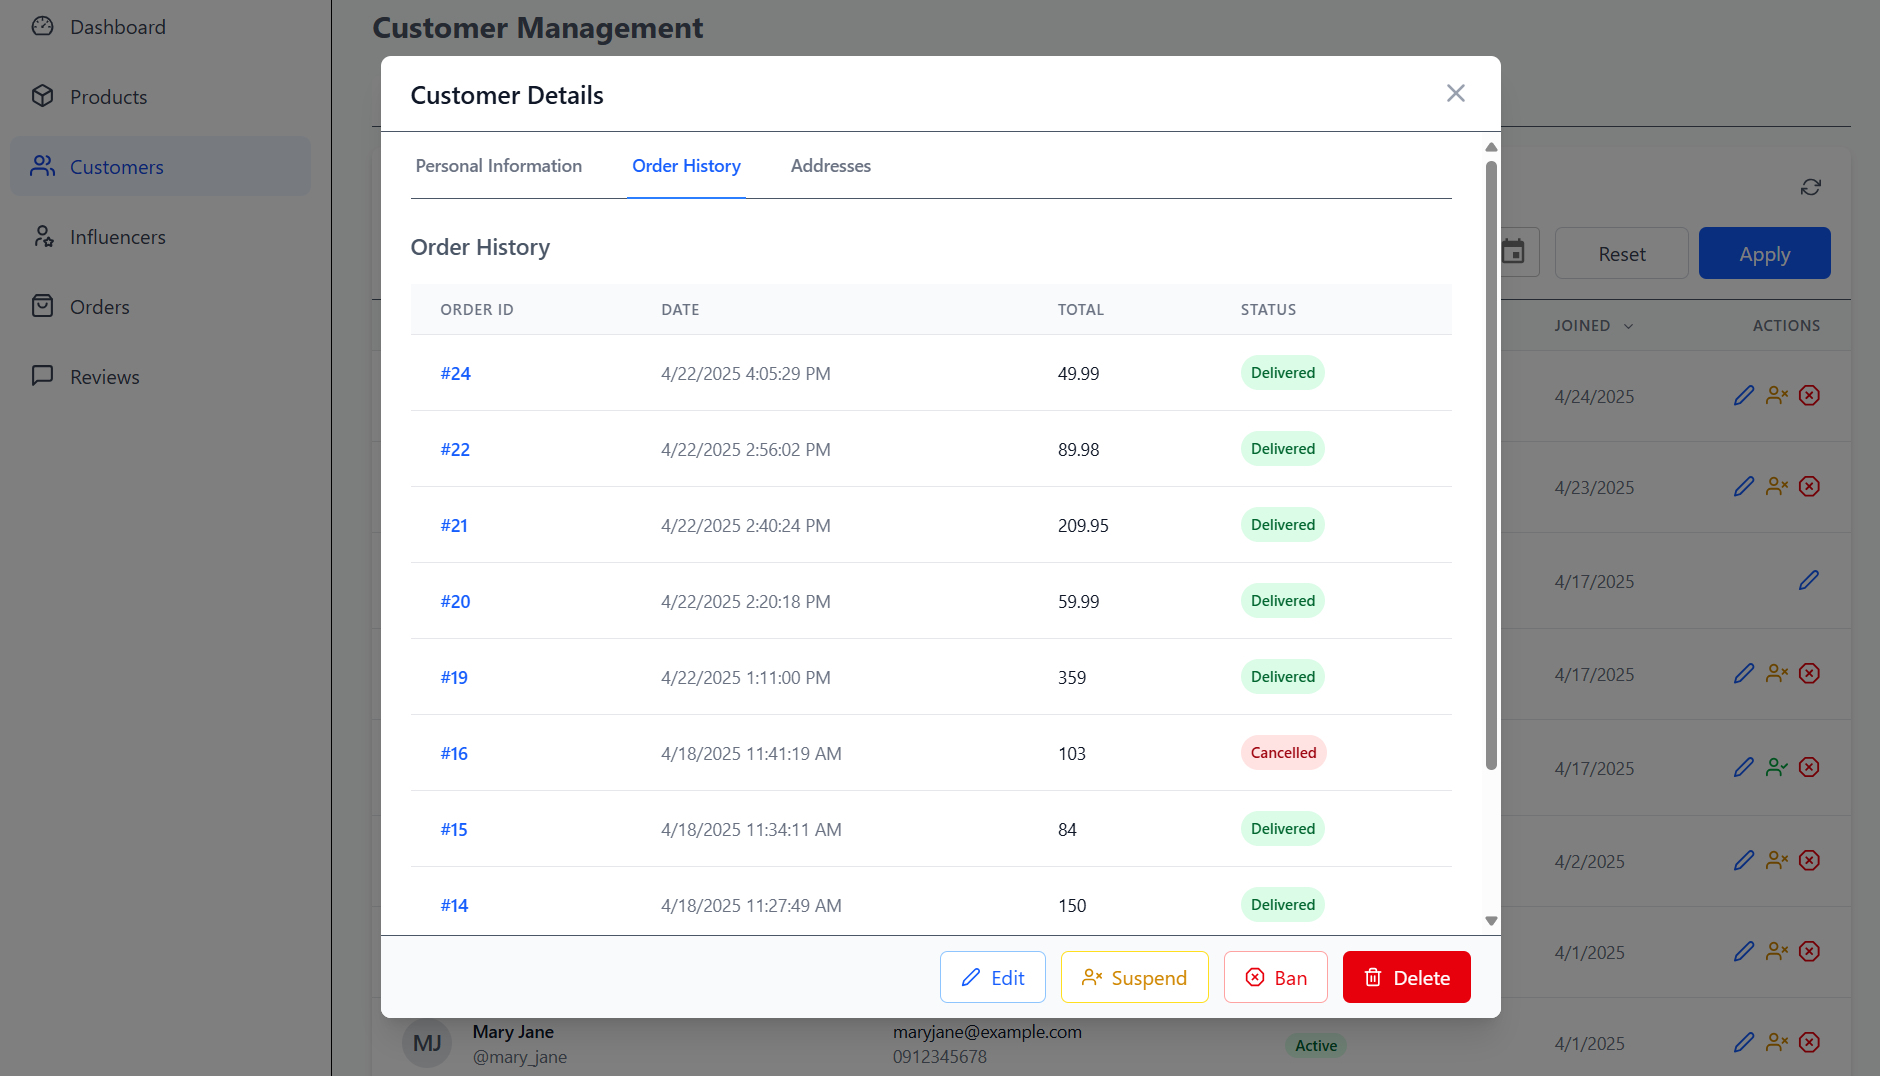 Dashboard
Products
Customers
Influencers
Orders
Reviews
Customer Management
Customer Details
Personal Information
Order History
Addresses
Order History
ORDER ID DATE TOTAL STATUS
#24 4/22/2025 4:05:29 PM 49.99 Delivered
#22 4/22/2025 2:56:02 PM 89.98 Delivered
#21 4/22/2025 2:40:24 PM 209.95 Delivered
#20 4/22/2025 2:20:18 PM 59.99 Delivered
#19 4/22/2025 1:11:00 PM 359 Delivered
#16 4/18/2025 11:41:19 AM 103 Cancelled
#15 4/18/2025 11:34:11 AM 84 Delivered
#14 4/18/2025 11:27:49 AM 150 Delivered
Edit
Suspend
Ban
Delete
Reset
Apply
JOINED ACTIONS
4/24/2025
4/23/2025
4/17/2025
4/17/2025
4/17/2025
4/2/2025
4/1/2025
MJ
Mary Jane
@mary_jane
maryjane@example.com
0912345678
Active
4/1/2025